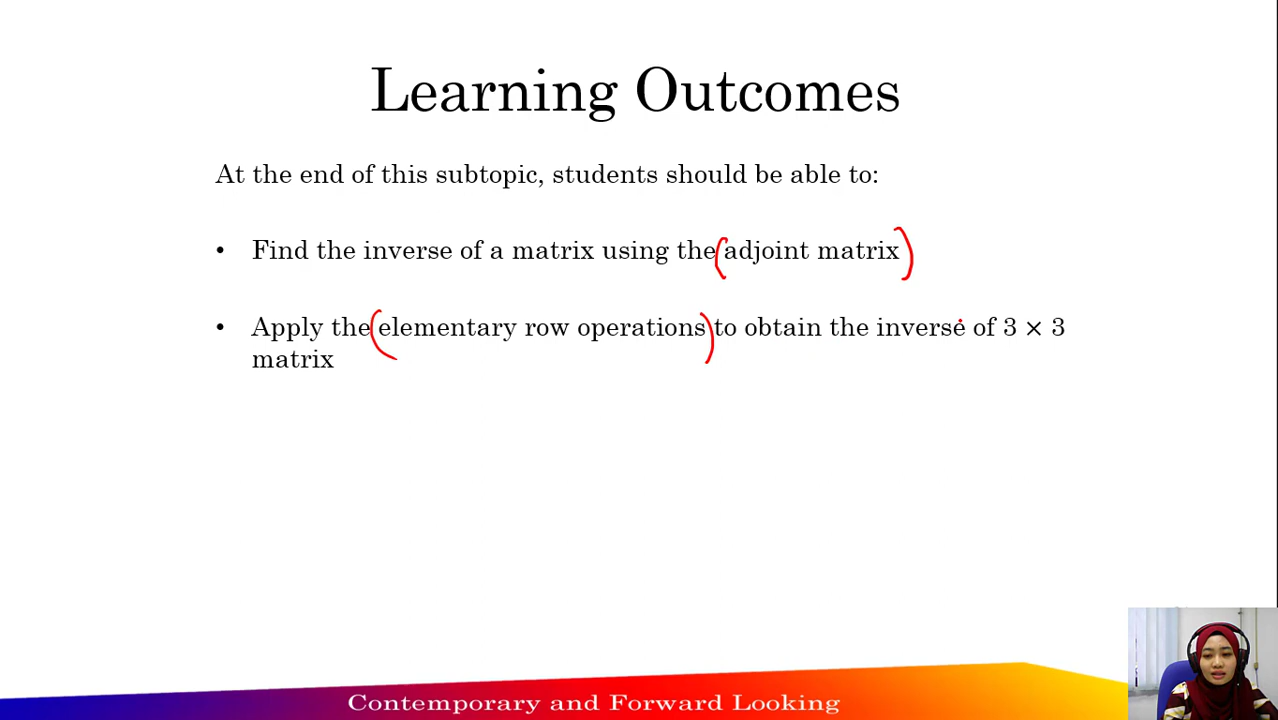 Learning Outcomes
At the end of this subtopic, students should be able to:
• Find the inverse of a matrix using the (adjoint matrix)
• Apply the (elementary row operations) to obtain the inverse of 3 × 3
matrix
Contemporary and Forward Looking